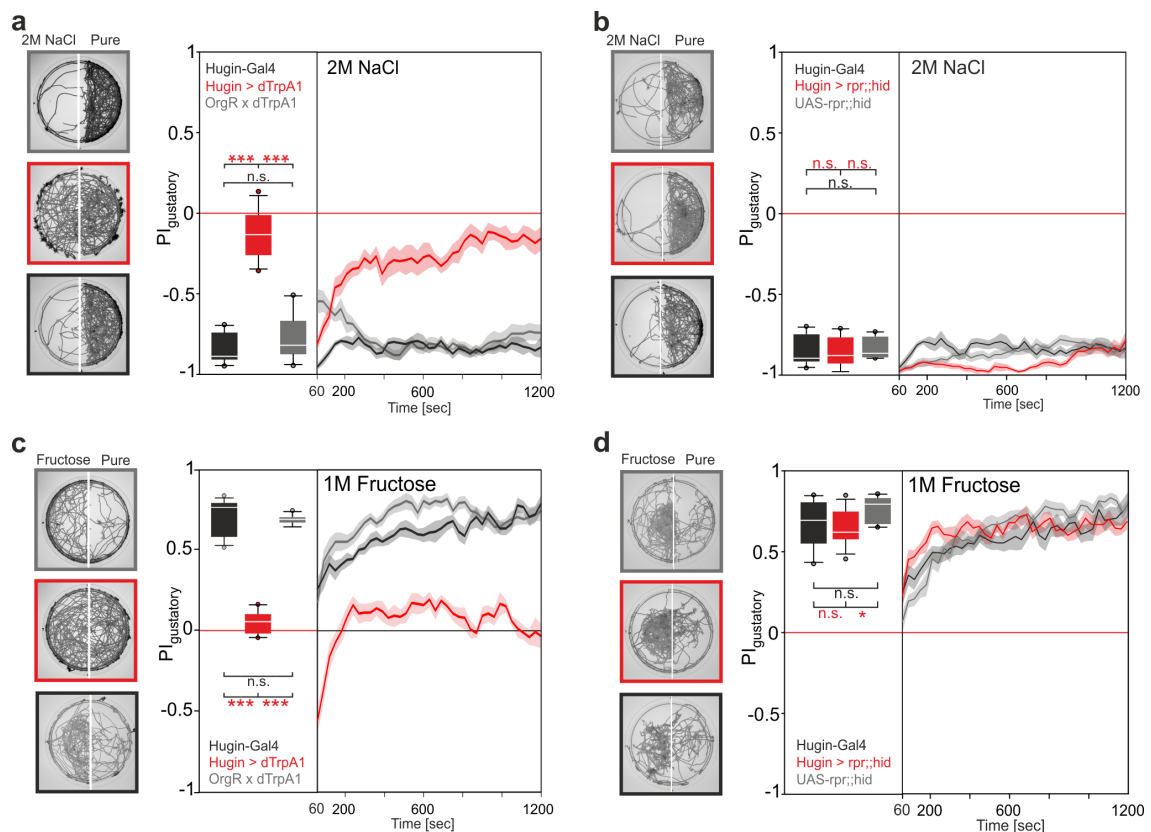 a
2M NaCl Pure
1
0.5
0
-0.5
-1
PIgustatory
Hugin-Gal4
Hugin > dTrpA1
OrgR x dTrpA1
*** ***
n.s.
2M NaCl
60 200 600 1200
Time [sec]
b
2M NaCl Pure
1
0.5
0
-0.5
-1
PIgustatory
Hugin-Gal4
Hugin > rpr;;hid
UAS-rpr;;hid
n.s. n.s.
n.s.
2M NaCl
60 200 600 1200
Time [sec]
c
Fructose Pure
1
0.5
0
-0.5
-1
PIgustatory
n.s.
*** ***
Hugin-Gal4
Hugin > dTrpA1
OrgR x dTrpA1
1M Fructose
60 200 600 1200
Time [sec]
d
Fructose Pure
1
0.5
0
-0.5
-1
PIgustatory
n.s.
n.s. *
Hugin-Gal4
Hugin > rpr;;hid
UAS-rpr;;hid
1M Fructose
60 200 600 1200
Time [sec]